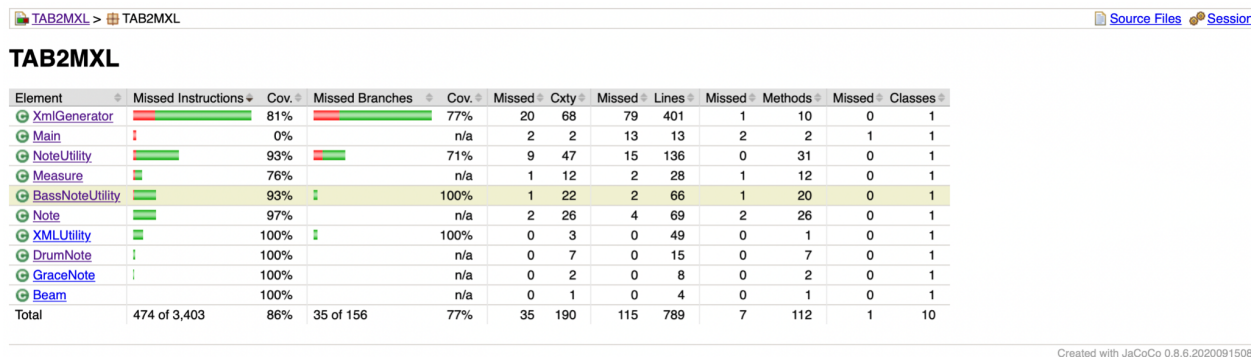 TAB2MXL > TAB2MXL Source Files Session
TAB2MXL
Element Missed Instructions Cov. Missed Branches Cov. Missed Cxty Missed Lines Missed Methods Missed Classes
XmlGenerator 81% 77% 20 68 79 401 1 10 0 1
Main 0% n/a 2 2 13 13 2 2 1 1
NoteUtility 93% 71% 9 47 15 136 0 31 0 1
Measure 76% n/a 1 12 2 28 1 12 0 1
BassNoteUtility 93% 100% 1 22 2 66 1 20 0 1
Note 97% n/a 2 26 4 69 2 26 0 1
XMLUtility 100% 100% 0 3 0 49 0 1 0 1
DrumNote 100% n/a 0 7 0 15 0 7 0 1
GraceNote 100% n/a 0 2 0 8 0 2 0 1
Beam 100% n/a 0 1 0 4 0 1 0 1
Total 474 of 3,403 86% 35 of 156 77% 35 190 115 789 7 112 1 10
Created with JaCoCo 0.8.6.2020091508